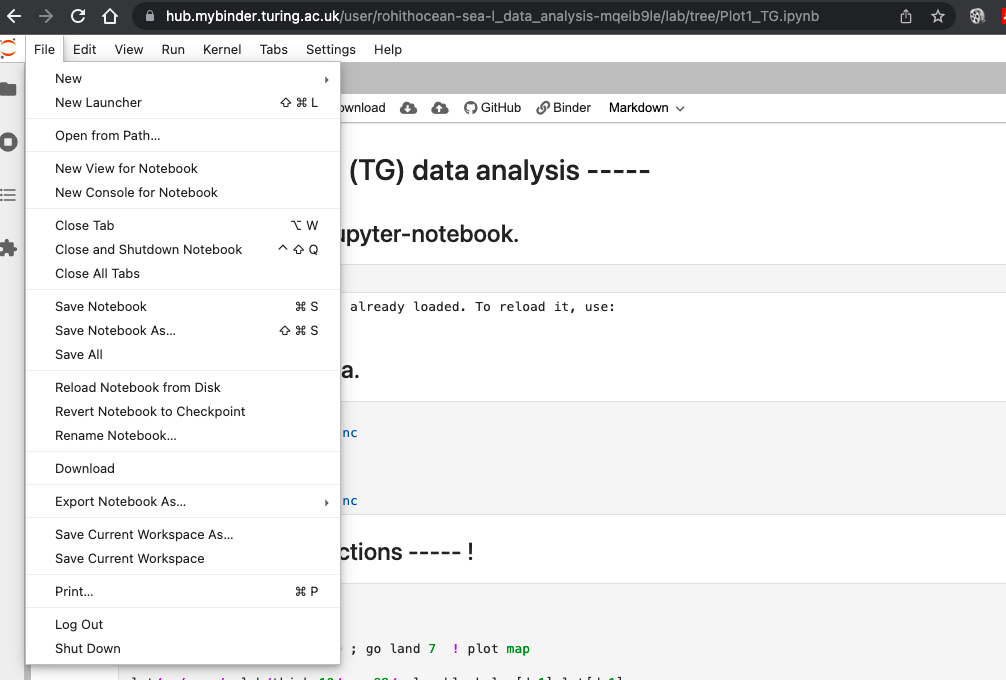 hub.mybinder.turing.ac.uk/user/rohithocean-sea-l_data_analysis-mqeib9le/lab/tree/Plot1_TG.ipynb
File Edit View Run Kernel Tabs Settings Help
New
New Launcher ⇧ ⌘ L
Open from Path...
New View for Notebook
New Console for Notebook
Close Tab ⌥ W
Close and Shutdown Notebook ^ ⇧ Q
Close All Tabs
Save Notebook ⌘ S
Save Notebook As... ⇧ ⌘ S
Save All
Reload Notebook from Disk
Revert Notebook to Checkpoint
Rename Notebook...
Download
Export Notebook As...
Save Current Workspace As...
Save Current Workspace
Print... ⌘ P
Log Out
Shut Down
ownload GitHub Binder Markdown
(TG) data analysis -----
upyter-notebook.
already loaded. To reload it, use:
a.
nc
nc
ctions ----- !
; go land 7 ! plot map